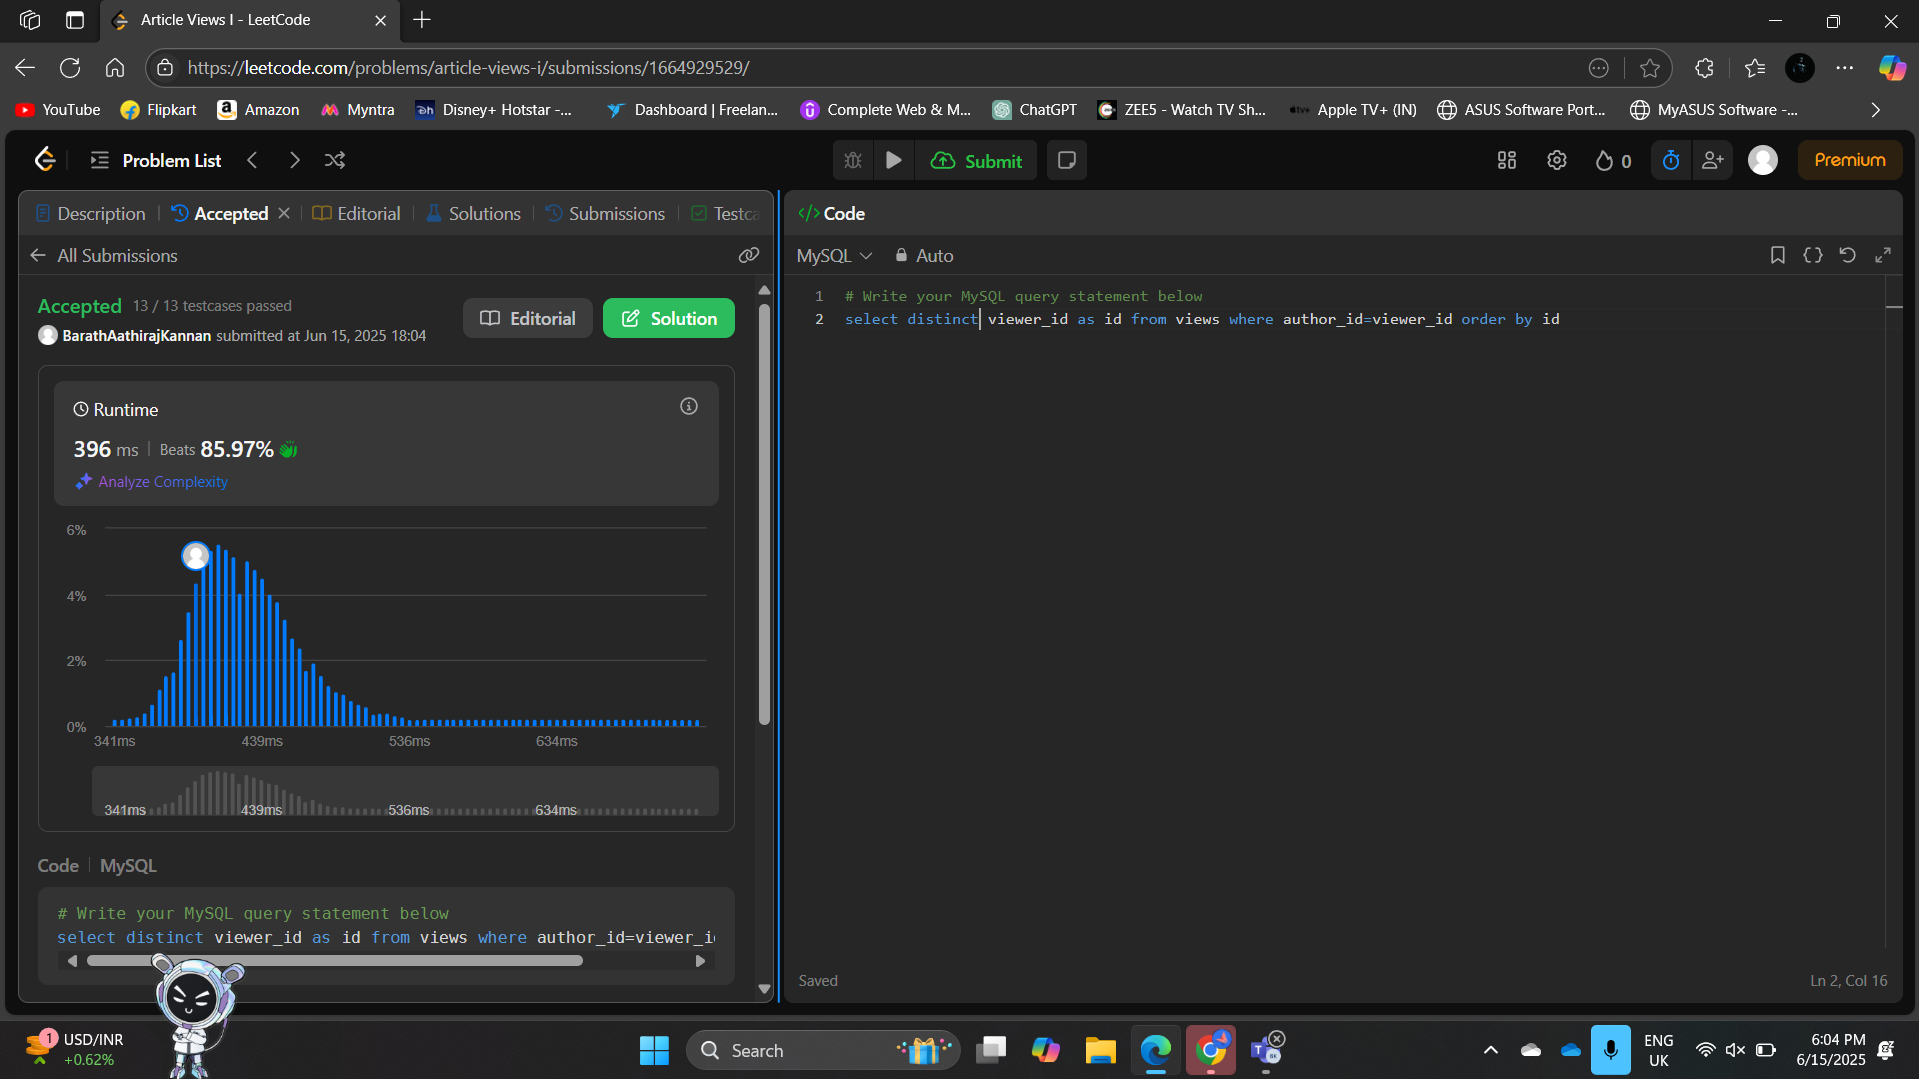 Article Views I - LeetCode
https://leetcode.com/problems/article-views-i/submissions/1664929529/
YouTube Flipkart Amazon Myntra Disney+ Hotstar -... Dashboard | Freelan... Complete Web & M... ChatGPT ZEE5 - Watch TV Sh... Apple TV+ (IN) ASUS Software Port... MyASUS Software -...
Problem List Submit 0 Premium
Description Accepted Editorial Solutions Submissions Testca
All Submissions
Accepted 13 / 13 testcases passed
BarathAathirajKannan submitted at Jun 15, 2025 18:04
Editorial Solution
Runtime
396 ms Beats 85.97%
Analyze Complexity
6%
4%
2%
0%
341ms 439ms 536ms 634ms
341ms 439ms 536ms 634ms
Code MySQL
# Write your MySQL query statement below
select distinct viewer_id as id from views where author_id=viewer_i
</> Code
MySQL Auto
1 # Write your MySQL query statement below
2 select distinct viewer_id as id from views where author_id=viewer_id order by id
Saved Ln 2, Col 16
1 USD/INR
+0.62%
Search
ENG
UK
6:04 PM
6/15/2025